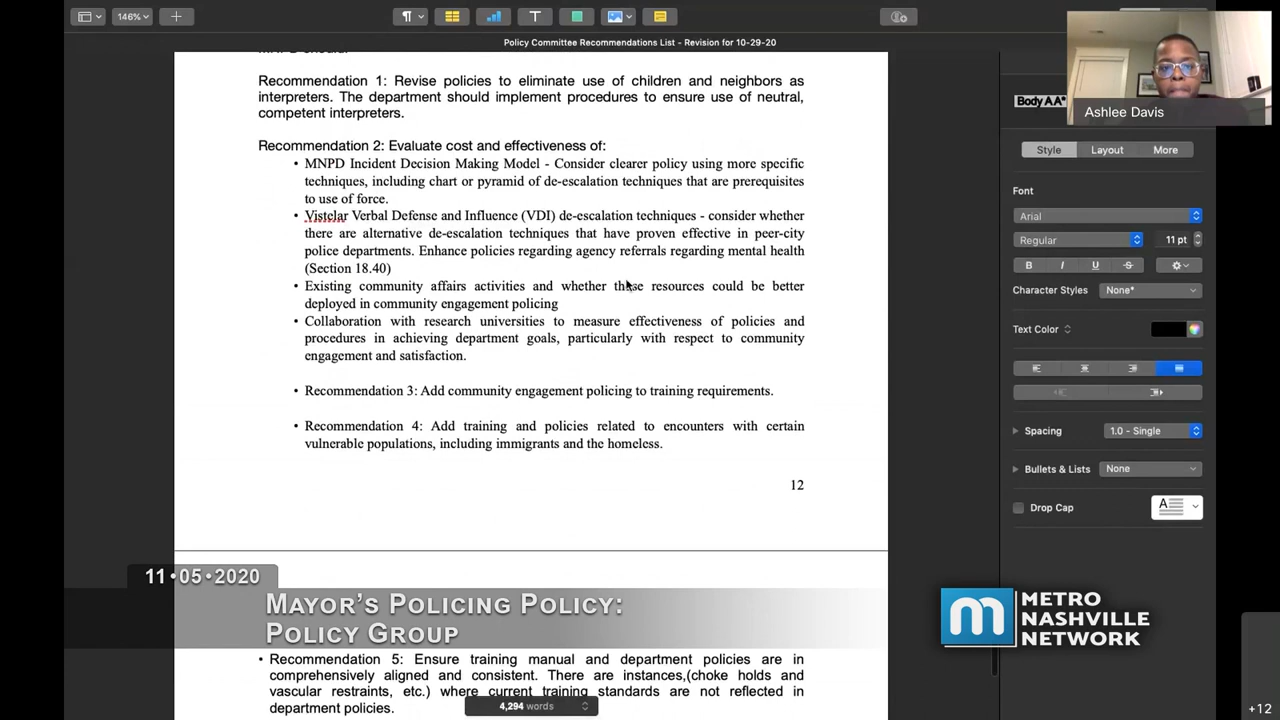 146%
T
Policy Committee Recommendations List - Revision for 10-29-20
Recommendation 1: Revise policies to eliminate use of children and neighbors as
interpreters. The department should implement procedures to ensure use of neutral,
competent interpreters.
Recommendation 2: Evaluate cost and effectiveness of:
• MNPD Incident Decision Making Model - Consider clearer policy using more specific
techniques, including chart or pyramid of de-escalation techniques that are prerequisites
to use of force.
• Vistelar Verbal Defense and Influence (VDI) de-escalation techniques - consider whether
there are alternative de-escalation techniques that have proven effective in peer-city
police departments. Enhance policies regarding agency referrals regarding mental health
(Section 18.40)
• Existing community affairs activities and whether these resources could be better
deployed in community engagement policing
• Collaboration with research universities to measure effectiveness of policies and
procedures in achieving department goals, particularly with respect to community
engagement and satisfaction.
• Recommendation 3: Add community engagement policing to training requirements.
• Recommendation 4: Add training and policies related to encounters with certain
vulnerable populations, including immigrants and the homeless.
12
• Recommendation 5: Ensure training manual and department policies are in
comprehensively aligned and consistent. There are instances,(choke holds and
vascular restraints, etc.) where current training standards are not reflected in
department policies.
4,294 words
Ashlee Davis
Body AA*
Style Layout More
Font
Arial
Regular 11 pt
B I U S
Character Styles None*
Text Color
Spacing 1.0 - Single
Bullets & Lists None
Drop Cap
A
11•05•2020
MAYOR'S POLICING POLICY:
POLICY GROUP
m
METRO
NASHVILLE
NETWORK
+12